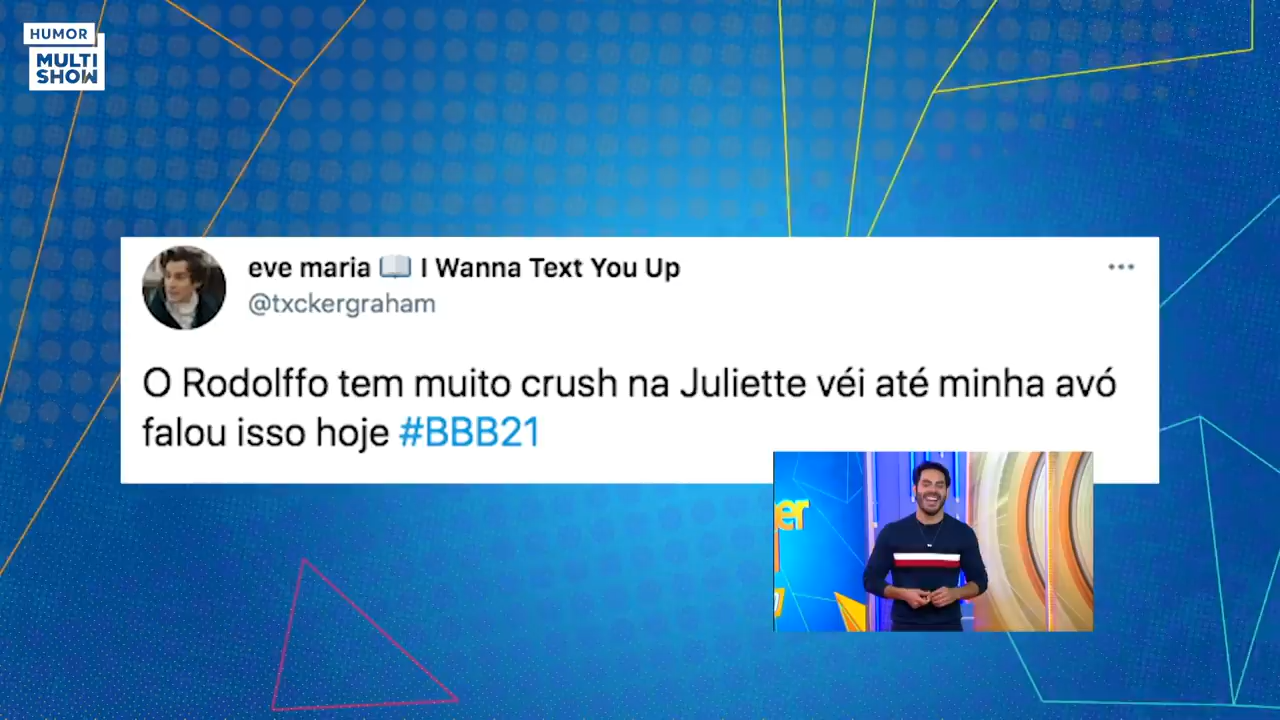 HUMOR
MULTI
SHOW
eve maria 📖 I Wanna Text You Up
@txckergraham
O Rodolffo tem muito crush na Juliette véi até minha avó
falou isso hoje #BBB21
er